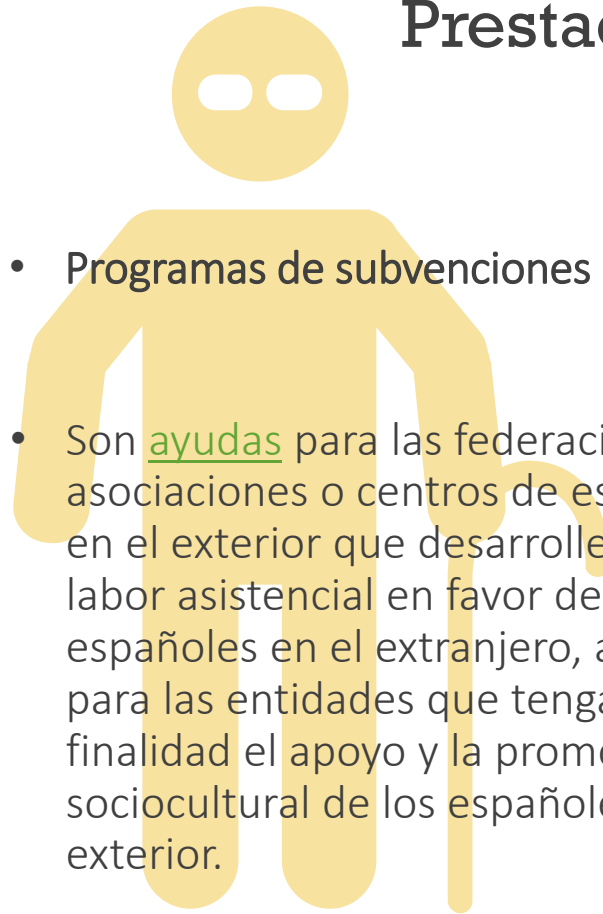 Prestac
• Programas de subvenciones
• Son ayudas para las federaci
asociaciones o centros de es
en el exterior que desarrolle
labor asistencial en favor de
españoles en el extranjero, a
para las entidades que tenga
finalidad el apoyo y la promo
sociocultural de los español
exterior.